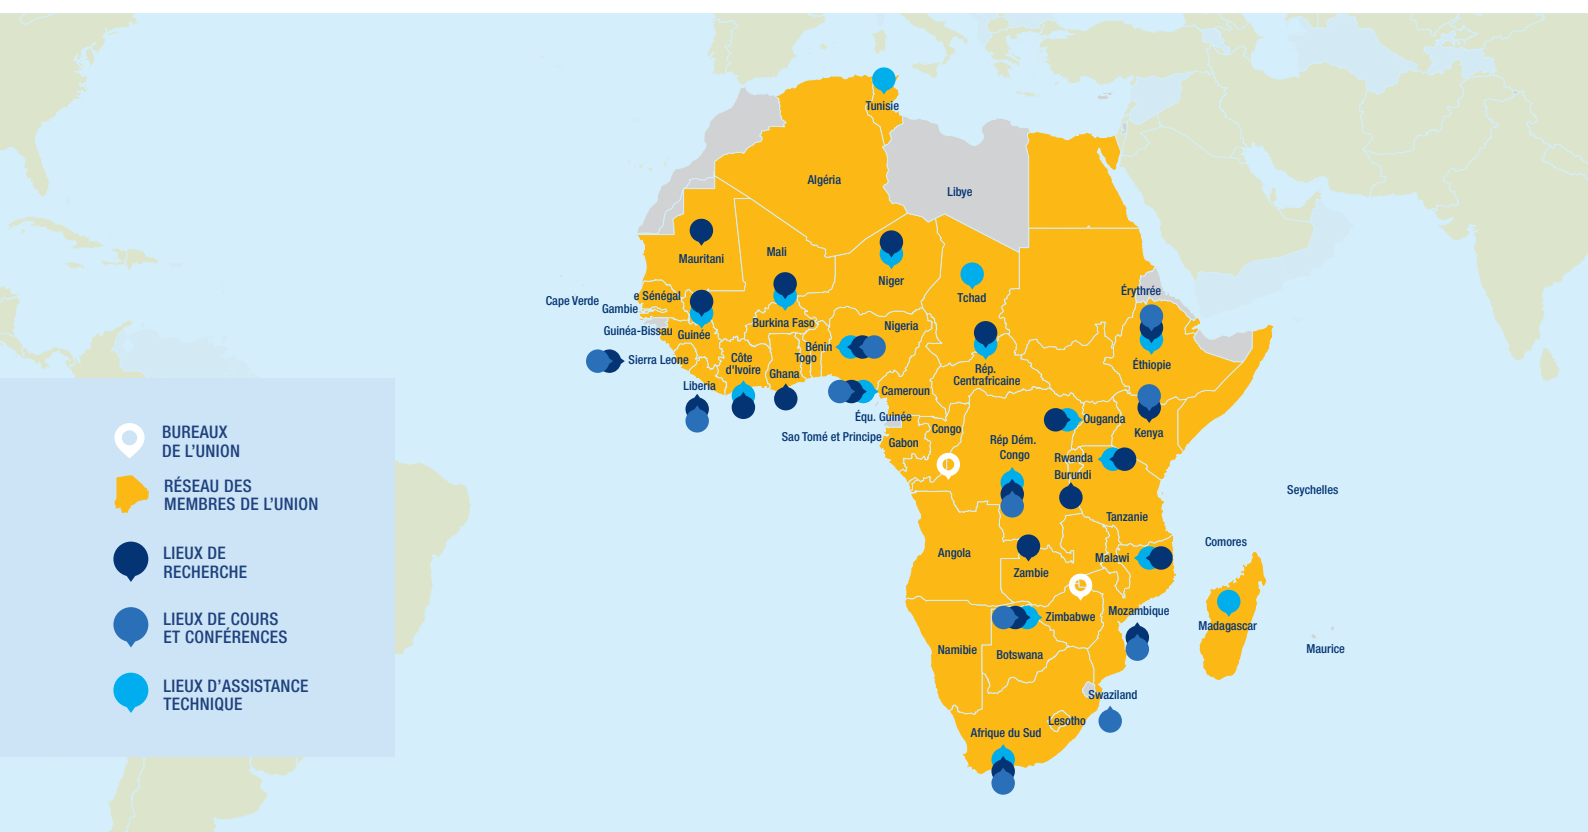 Tunisie
Algéria
Libye
Mauritani
Mali
Niger
Tchad
Érythrée
Cape Verde
e Sénégal
Gambie
Guinéa-Bissau
Guinée
Burkina Faso
Nigeria
Bénin
Togo
Sierra Leone
Côte
d'Ivoire
Ghana
Liberia
Rép.
Centrafricaine
Éthiopie
Cameroun
Équ. Guinée
Sao Tomé et Principe
Gabon
Congo
Rép Dém.
Congo
Ouganda
Kenya
Rwanda
Burundi
Seychelles
Tanzanie
Comores
Angola
Malawi
Zambie
Zimbabwe
Mozambique
Madagascar
Maurice
Namibie
Botswana
Swaziland
Lesotho
Afrique du Sud
BUREAUX
DE L'UNION
RÉSEAU DES
MEMBRES DE L'UNION
LIEUX DE
RECHERCHE
LIEUX DE COURS
ET CONFÉRENCES
LIEUX D'ASSISTANCE
TECHNIQUE